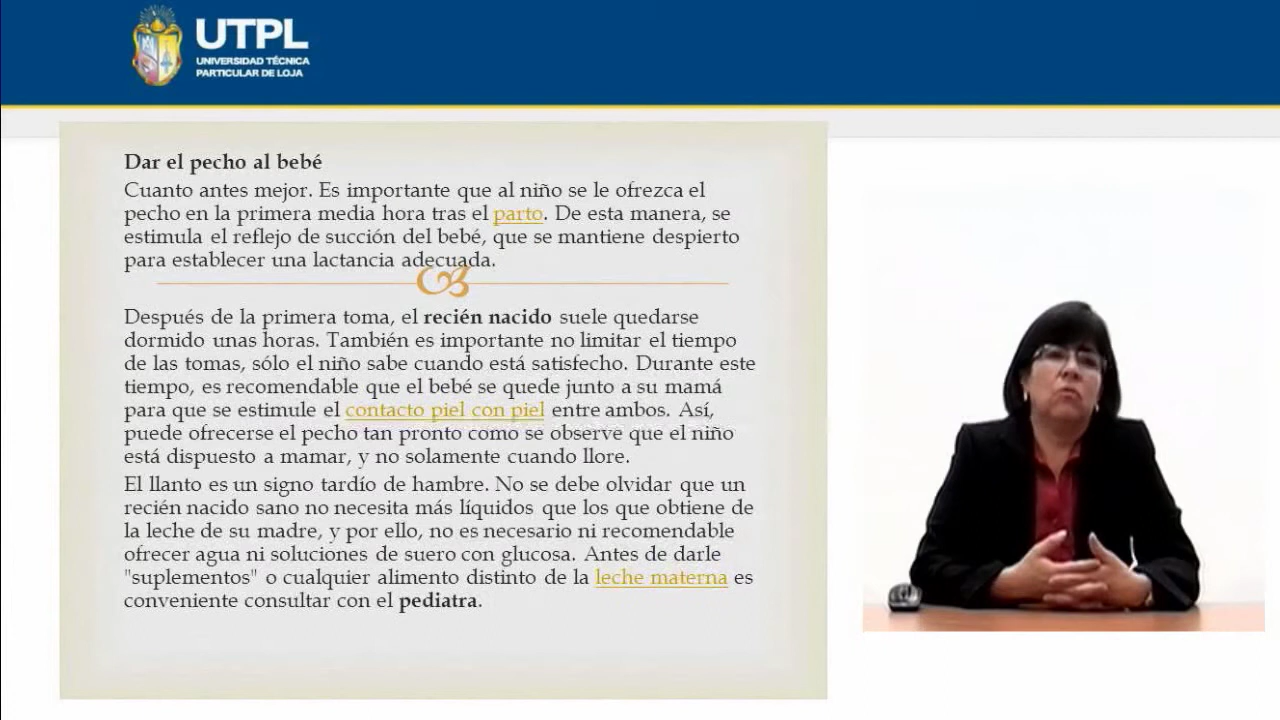 UTPL
UNIVERSIDAD TÉCNICA
PARTICULAR DE LOJA
Dar el pecho al bebé
Cuanto antes mejor. Es importante que al niño se le ofrezca el
pecho en la primera media hora tras el parto. De esta manera, se
estimula el reflejo de succión del bebé, que se mantiene despierto
para establecer una lactancia adecuada.
Después de la primera toma, el recién nacido suele quedarse
dormido unas horas. También es importante no limitar el tiempo
de las tomas, sólo el niño sabe cuando está satisfecho. Durante este
tiempo, es recomendable que el bebé se quede junto a su mamá
para que se estimule el contacto piel con piel entre ambos. Así,
puede ofrecerse el pecho tan pronto como se observe que el niño
está dispuesto a mamar, y no solamente cuando llore.
El llanto es un signo tardío de hambre. No se debe olvidar que un
recién nacido sano no necesita más líquidos que los que obtiene de
la leche de su madre, y por ello, no es necesario ni recomendable
ofrecer agua ni soluciones de suero con glucosa. Antes de darle
"suplementos" o cualquier alimento distinto de la leche materna es
conveniente consultar con el pediatra.